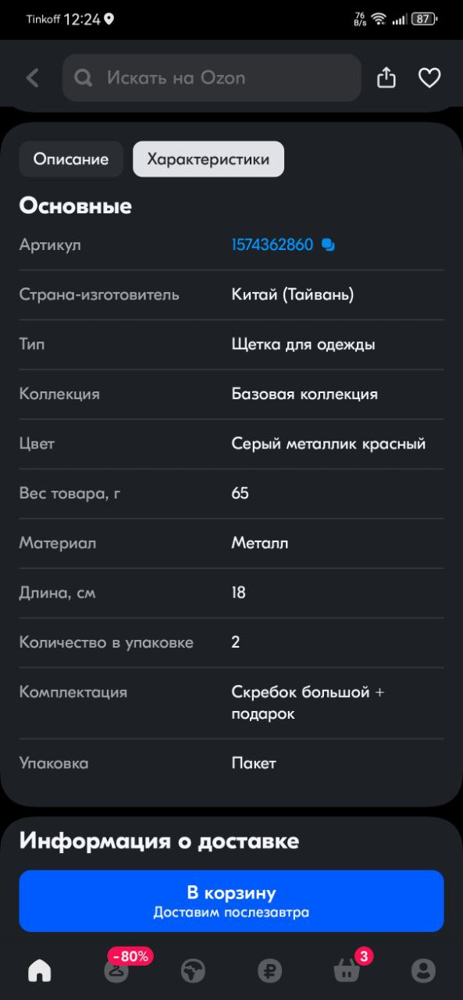 Tinkoff 12:24 76 B/s 87
Искать на Ozon
Описание Характеристики
Основные
Артикул 1574362860
Страна-изготовитель Китай (Тайвань)
Тип Щетка для одежды
Коллекция Базовая коллекция
Цвет Серый металлик красный
Вес товара, г 65
Материал Металл
Длина, см 18
Количество в упаковке 2
Комплектация Скребок большой +
подарок
Упаковка Пакет
Информация о доставке
В корзину
Доставим послезавтра
-80% 3